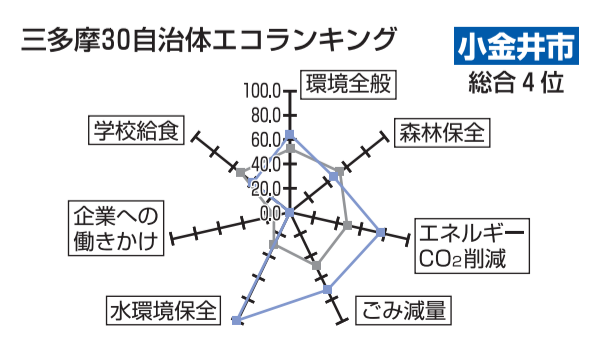 三多摩30自治体エコランキング
小金井市
総合4位
環境全般
100.0
80.0
60.0
40.0
20.0
0.0
学校給食
森林保全
企業への
働きかけ
エネルギー
CO2削減
水環境保全
ごみ減量